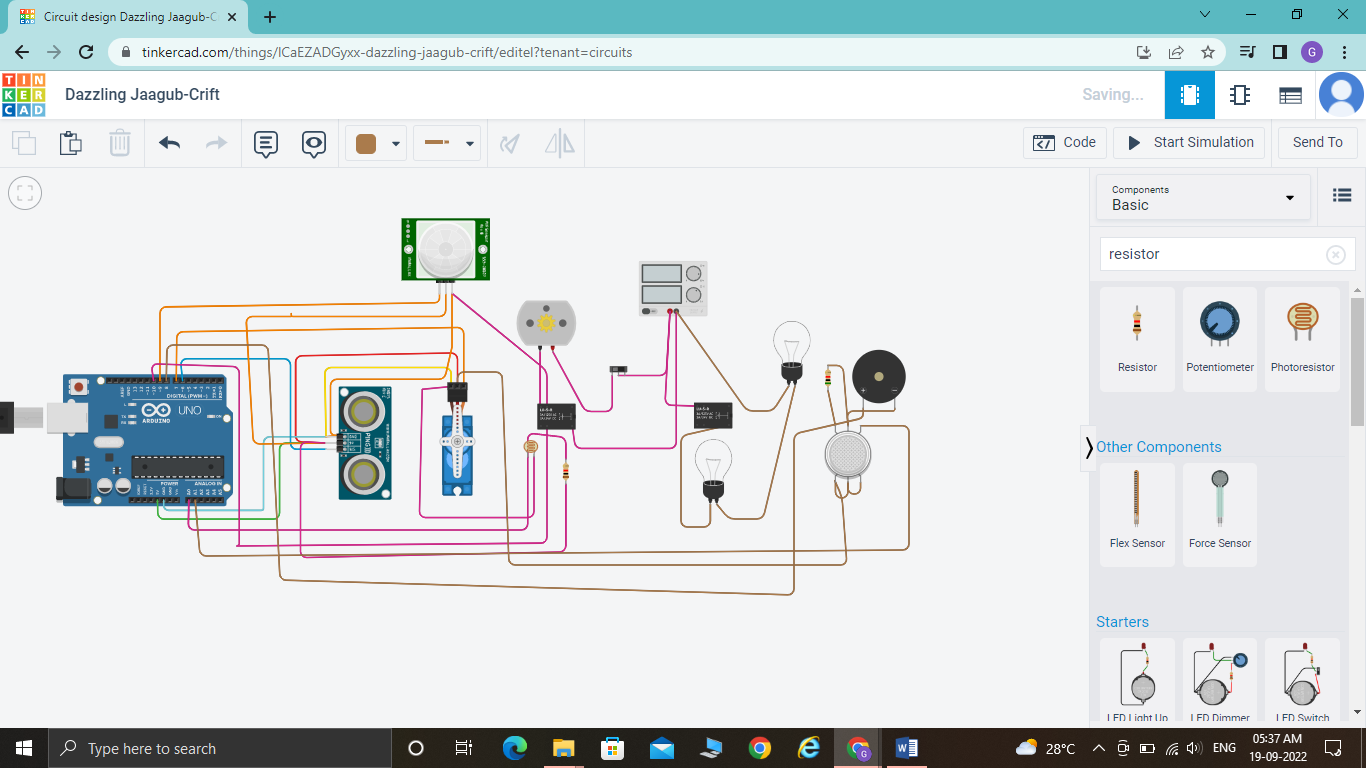 Circuit design Dazzling Jaagub-C
tinkercad.com/things/lCaEZADGyxx-dazzling-jaagub-crift/editel?tenant=circuits
G
TIN
KER
CAD
Dazzling Jaagub-Crift
Saving...
Code
Start Simulation
Send To
Components
Basic
resistor
Resistor
Potentiometer
Photoresistor
Other Components
Flex Sensor
Force Sensor
Starters
LED Light Up
LED Dimmer
LED Switch
DIGITAL (PWM~)
UNO
ARDUINO
POWER
ANALOG IN
PING)))
Type here to search
28°C
ENG
05:37 AM
19-09-2022